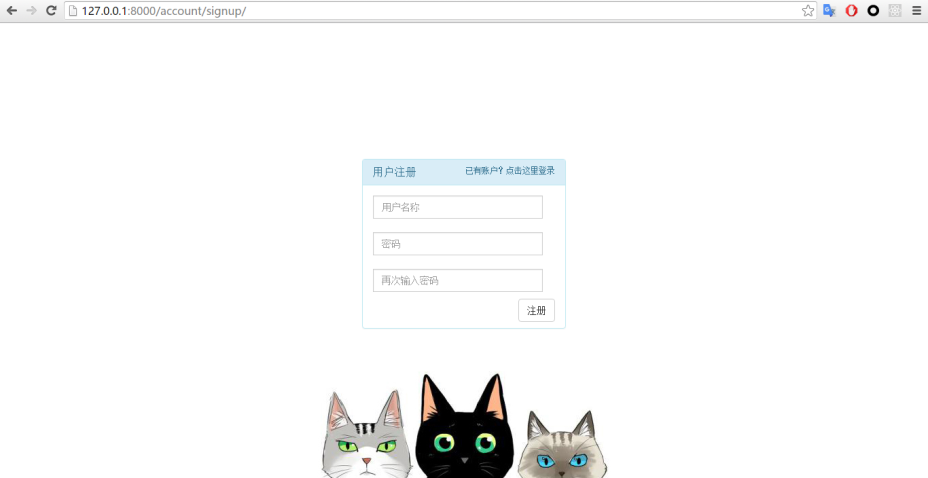 127.0.0.1:8000/account/signup/
用户注册
已有账户? 点击这里登录
用户名称
密码
再次输入密码
注册